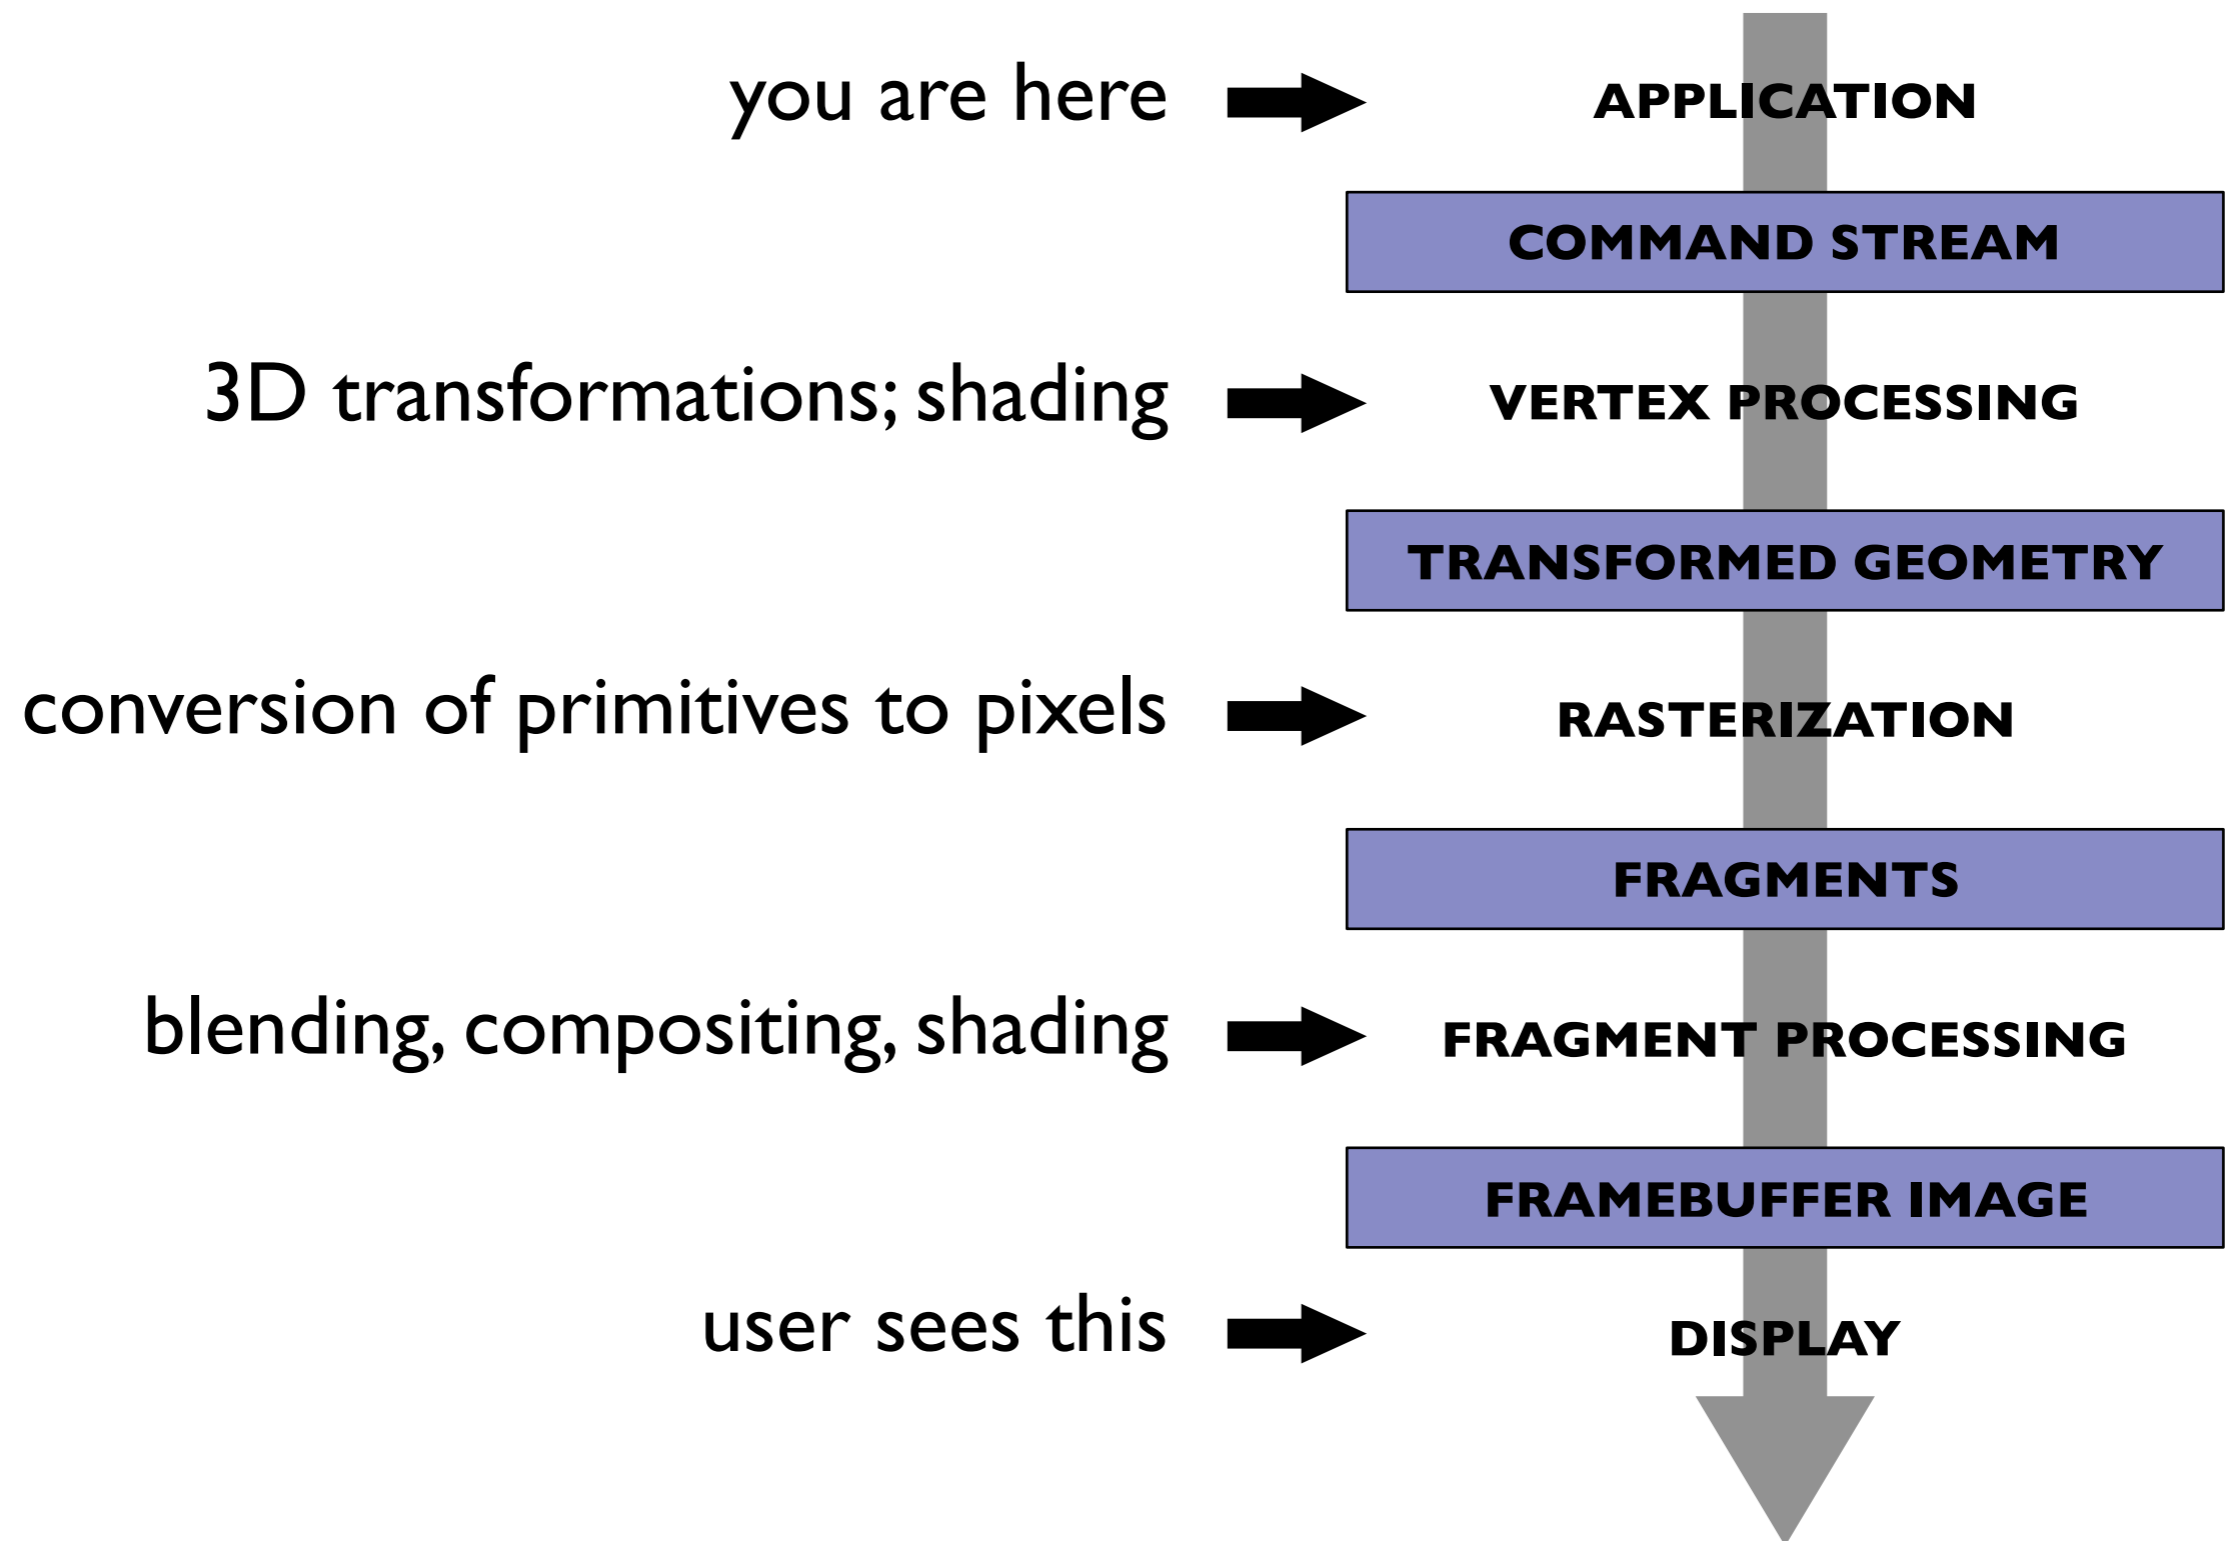 you are here
APPLICATION
COMMAND STREAM
3D transformations; shading
VERTEX PROCESSING
TRANSFORMED GEOMETRY
conversion of primitives to pixels
RASTERIZATION
FRAGMENTS
blending, compositing, shading
FRAGMENT PROCESSING
FRAMEBUFFER IMAGE
user sees this
DISPLAY